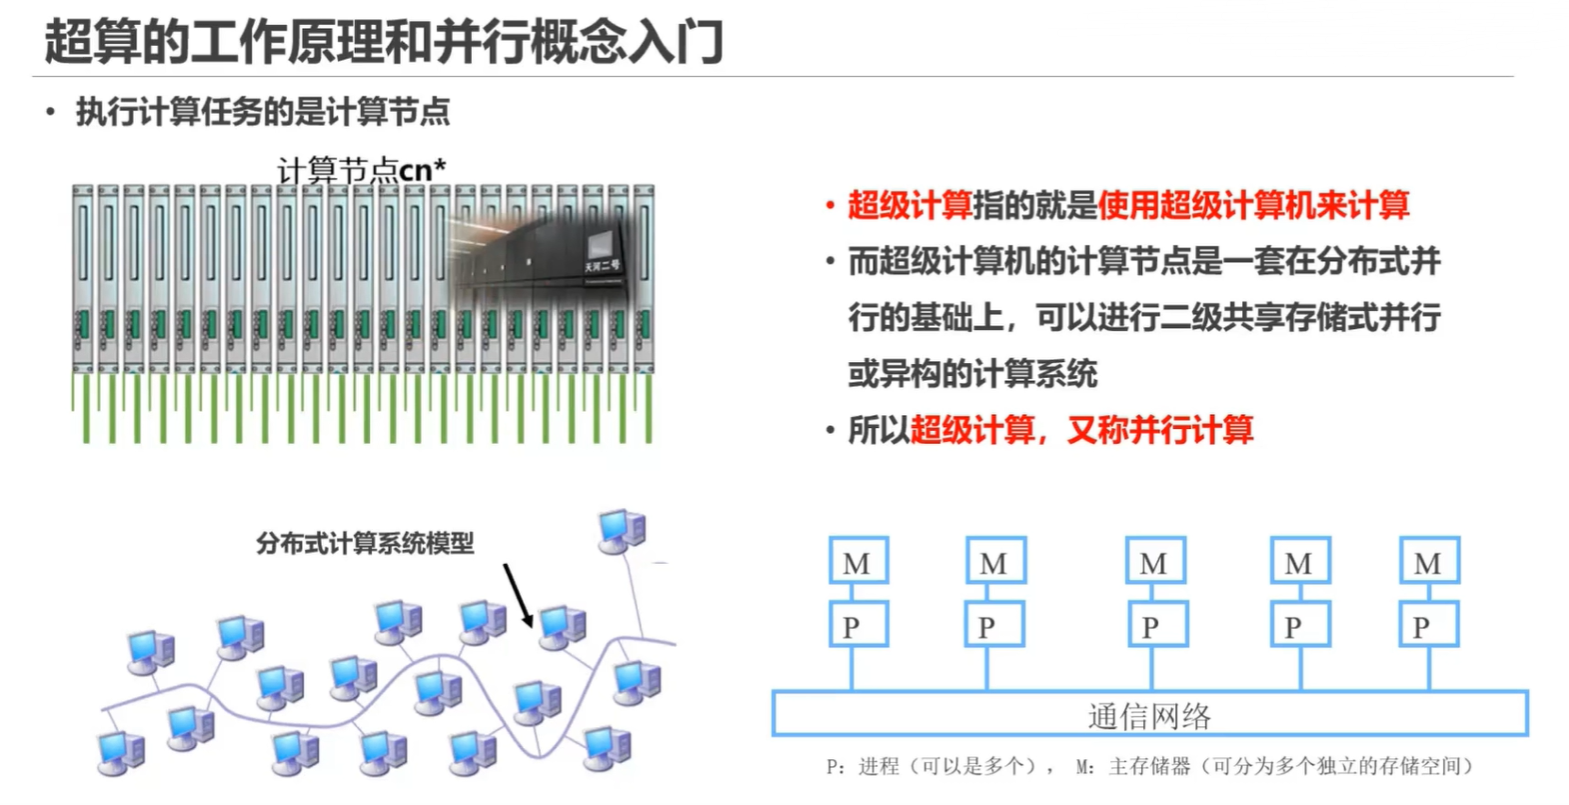 超算的工作原理和并行概念入门
• 执行计算任务的是计算节点
计算节点cn*
天河二号
• 超级计算指的就是使用超级计算机来计算
• 而超级计算机的计算节点是一套在分布式并
行的基础上，可以进行二级共享存储式并行
或异构的计算系统
• 所以超级计算，又称并行计算
分布式计算系统模型
M M M M M
P P P P P
通信网络
P：进程（可以是多个）， M：主存储器（可分为多个独立的存储空间）